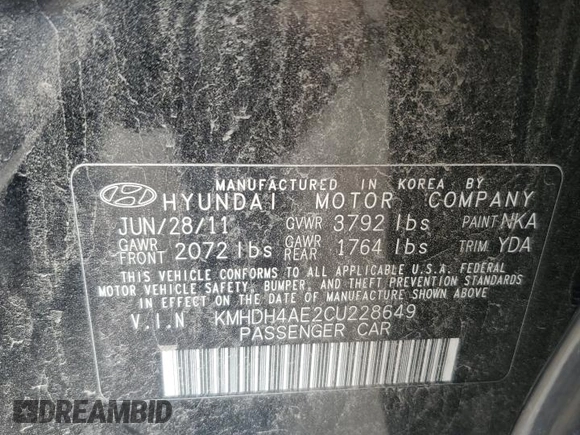 MANUFACTURED IN KOREA BY
HYUNDAI MOTOR COMPANY
JUN/28/11 GVWR 3792 lbs PAINT NKA
GAWR FRONT 2072 lbs GAWR REAR 1764 lbs TRIM YDA
THIS VEHICLE CONFORMS TO ALL APPLICABLE U.S.A. FEDERAL
MOTOR VEHICLE SAFETY, BUMPER, AND THEFT PREVENTION STANDARDS
IN EFFECT ON THE DATE OF MANUFACTURE SHOWN ABOVE.
V.I.N KMHDH4AE2CU228649
PASSENGER CAR
DREAMBID